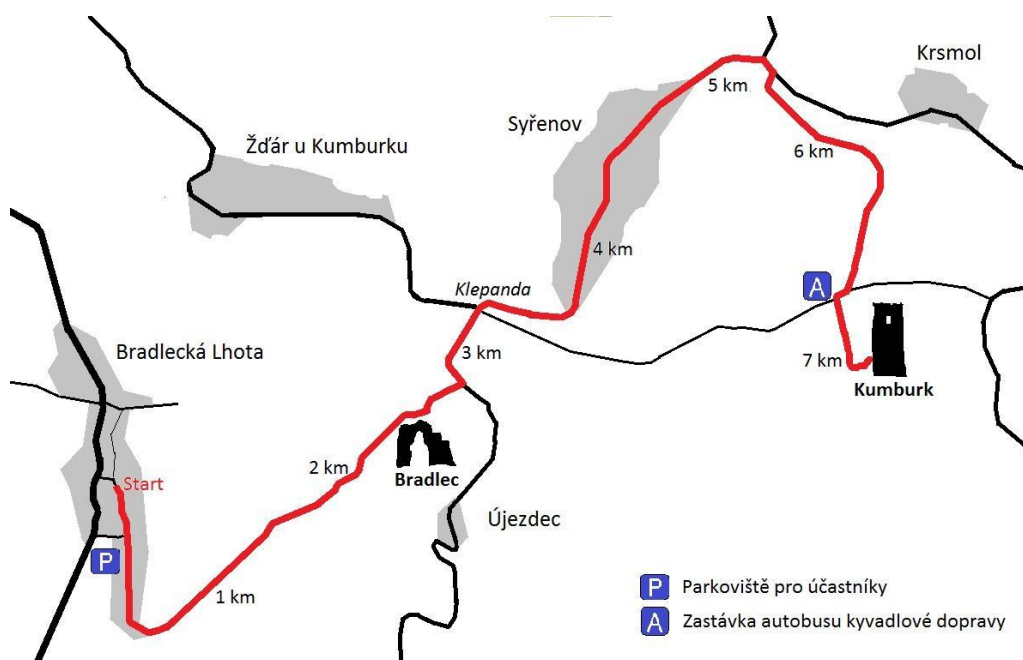 Krsmol
5 km
Syřenov
Žďár u Kumburku
6 km
4 km
A
Klepanda
Bradlecká Lhota
3 km
7 km
Kumburk
2 km
Bradlec
Start
Újezdec
P
1 km
P Parkoviště pro účastníky
A Zastávka autobusu kyvadlové dopravy